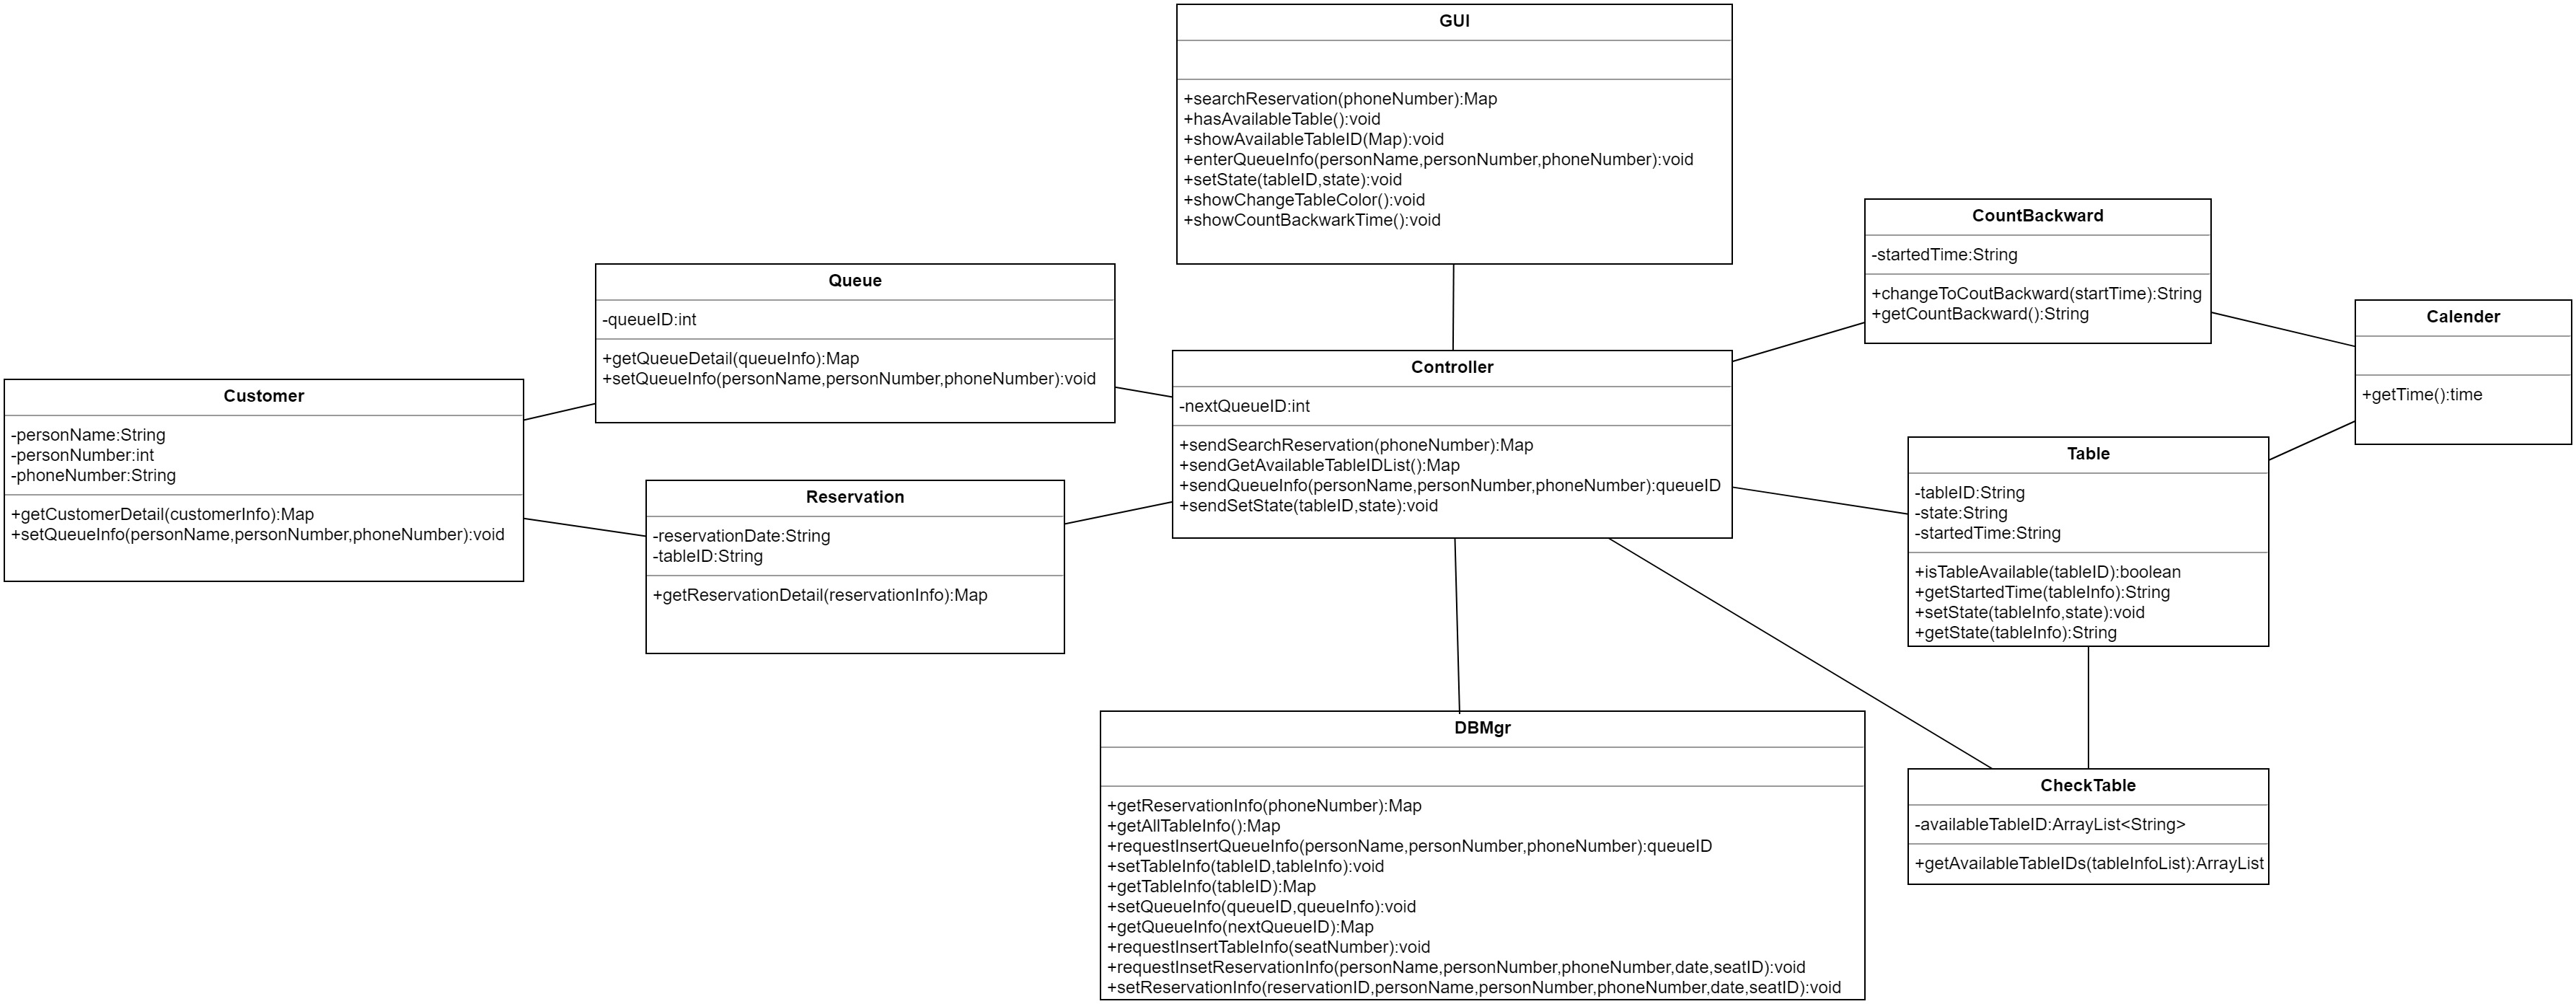 GUI
+searchReservation(phoneNumber):Map
+hasAvailableTable():void
+showAvailableTableID(Map):void
+enterQueueInfo(personName,personNumber,phoneNumber):void
+setState(tableID,state):void
+showChangeTableColor():void
+showCountBackwarkTime():void
CountBackward
-startedTime:String
+changeToCoutBackward(startTime):String
+getCountBackward():String
Queue
-queueID:int
+getQueueDetail(queueInfo):Map
+setQueueInfo(personName,personNumber,phoneNumber):void
Calender
+getTime():time
Controller
-nextQueueID:int
+sendSearchReservation(phoneNumber):Map
+sendGetAvailableTableIDList():Map
+sendQueueInfo(personName,personNumber,phoneNumber):queueID
+sendSetState(tableID,state):void
Customer
-personName:String
-personNumber:int
-phoneNumber:String
+getCustomerDetail(customerInfo):Map
+setQueueInfo(personName,personNumber,phoneNumber):void
Reservation
-reservationDate:String
-tableID:String
+getReservationDetail(reservationInfo):Map
Table
-tableID:String
-state:String
-startedTime:String
+isTableAvailable(tableID):boolean
+getStartedTime(tableInfo):String
+setState(tableInfo,state):void
+getState(tableInfo):String
DBMgr
+getReservationInfo(phoneNumber):Map
+getAllTableInfo():Map
+requestInsertQueueInfo(personName,personNumber,phoneNumber):queueID
+setTableInfo(tableID,tableInfo):void
+getTableInfo(tableID):Map
+setQueueInfo(queueID,queueInfo):void
+getQueueInfo(nextQueueID):Map
+requestInsertTableInfo(seatNumber):void
+requestInsetReservationInfo(personName,personNumber,phoneNumber,date,seatID):void
+setReservationInfo(reservationID,personName,personNumber,phoneNumber,date,seatID):void
CheckTable
-availableTableID:ArrayList<String>
+getAvailableTableIDs(tableInfoList):ArrayList